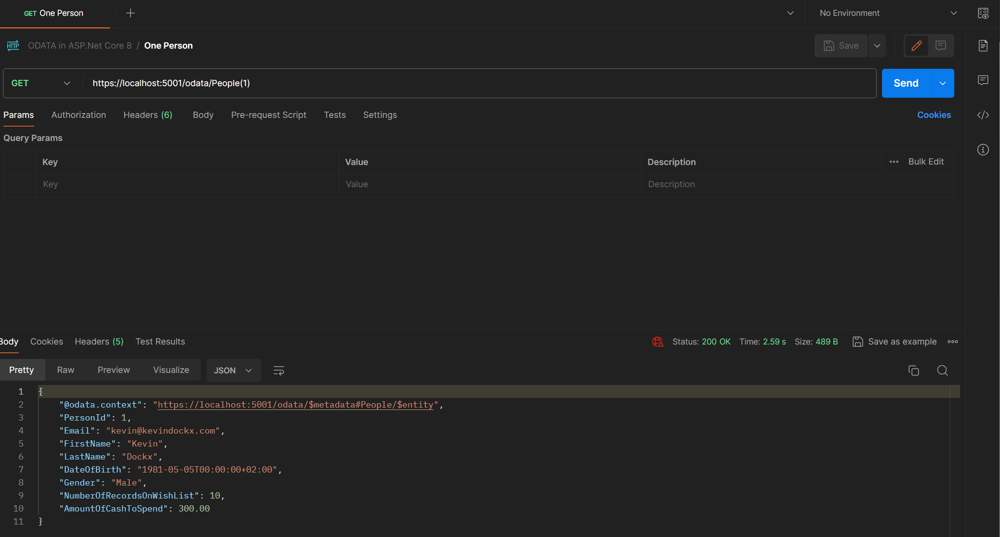 GET One Person
No Environment
HTTP ODATA in ASP.Net Core 8 / One Person
Save
GET https://localhost:5001/odata/People(1)
Send
Params Authorization Headers (6) Body Pre-request Script Tests Settings Cookies
Query Params
Key Value Description Bulk Edit
Key Value Description
Body Cookies Headers (5) Test Results Status: 200 OK Time: 2.59 s Size: 489 B Save as example
Pretty Raw Preview Visualize JSON
1 {
2 "@odata.context": "https://localhost:5001/odata/$metadata#People/$entity",
3 "PersonId": 1,
4 "Email": "kevin@kevindockx.com",
5 "FirstName": "Kevin",
6 "LastName": "Dockx",
7 "DateOfBirth": "1981-05-05T00:00:00+02:00",
8 "Gender": "Male",
9 "NumberOfRecordsOnWishList": 10,
10 "AmountOfCashToSpend": 300.00
11 }